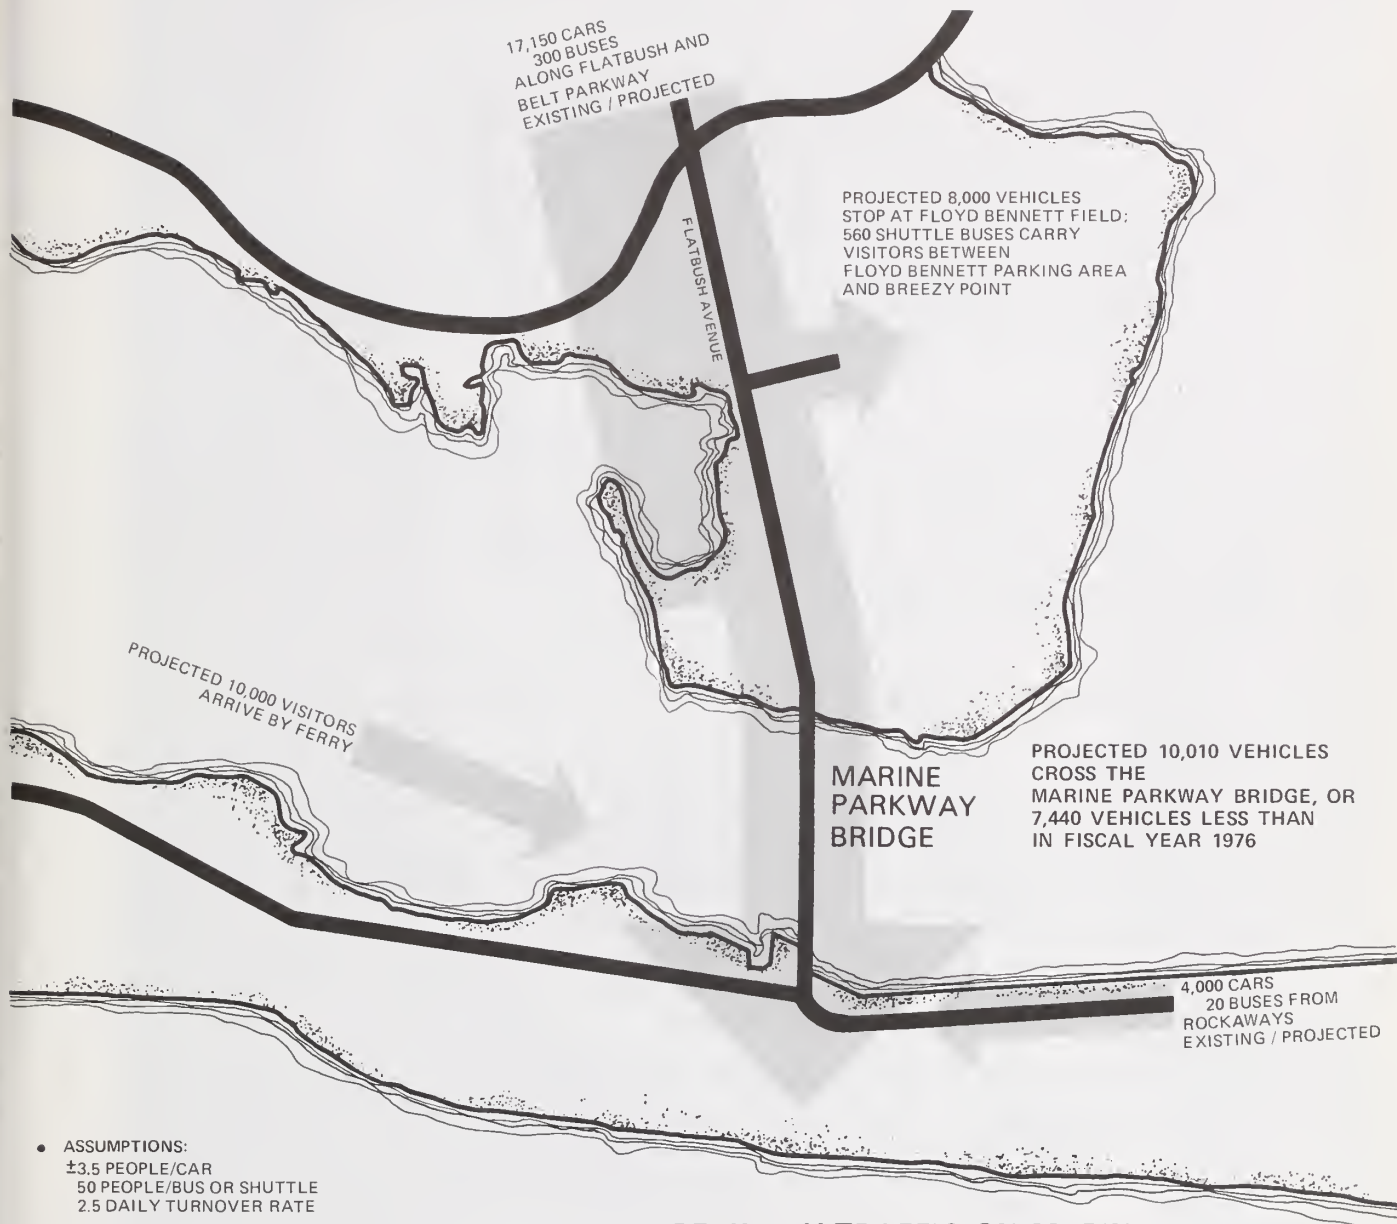 17,150 CARS
300 BUSES
ALONG FLATBUSH AND
BELT PARKWAY
EXISTING / PROJECTED
FLATBUSH AVENUE
PROJECTED 8,000 VEHICLES
STOP AT FLOYD BENNETT FIELD;
560 SHUTTLE BUSES CARRY
VISITORS BETWEEN
FLOYD BENNETT PARKING AREA
AND BREEZY POINT
PROJECTED 10,000 VISITORS
ARRIVE BY FERRY
MARINE
PARKWAY
BRIDGE
PROJECTED 10,010 VEHICLES
CROSS THE
MARINE PARKWAY BRIDGE, OR
7,440 VEHICLES LESS THAN
IN FISCAL YEAR 1976
4,000 CARS
20 BUSES FROM
ROCKAWAYS
EXISTING / PROJECTED
• ASSUMPTIONS:
±3.5 PEOPLE/CAR
50 PEOPLE/BUS OR SHUTTLE
2.5 DAILY TURNOVER RATE